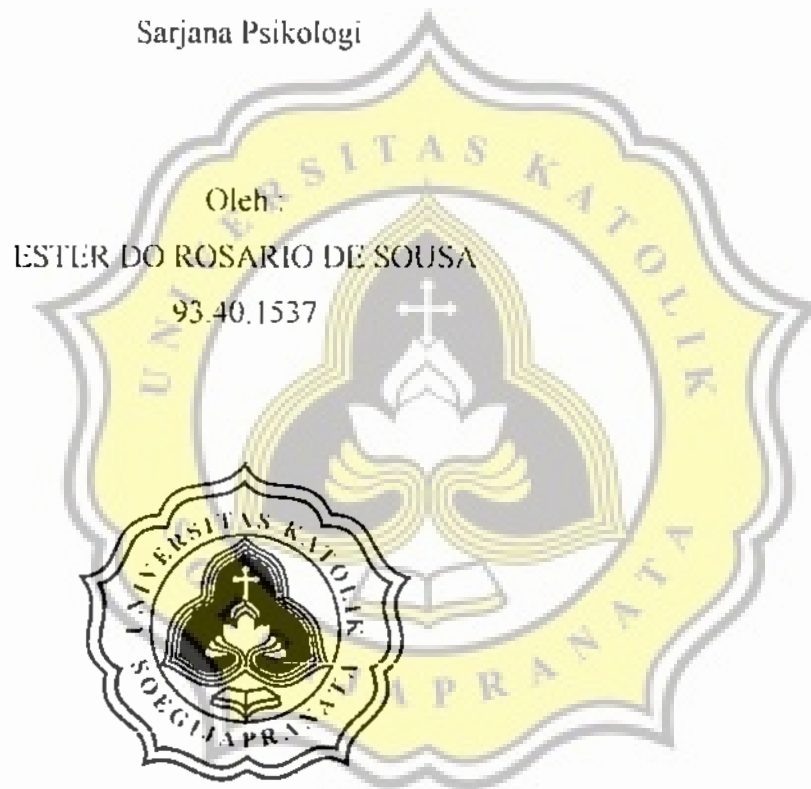 Sarjana Psikologi
Oleh :
ESTER DO ROSARIO DE SOUSA
93.40.1537
UNIVERSITAS KATOLIK
SOEGIJAPRANATA